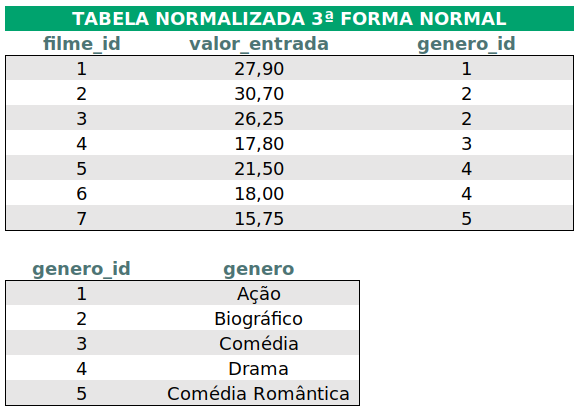 TABELA NORMALIZADA 3ª FORMA NORMAL
filme_id valor_entrada genero_id
1 27,90 1
2 30,70 2
3 26,25 2
4 17,80 3
5 21,50 4
6 18,00 4
7 15,75 5
genero_id genero
1 Ação
2 Biográfico
3 Comédia
4 Drama
5 Comédia Romântica